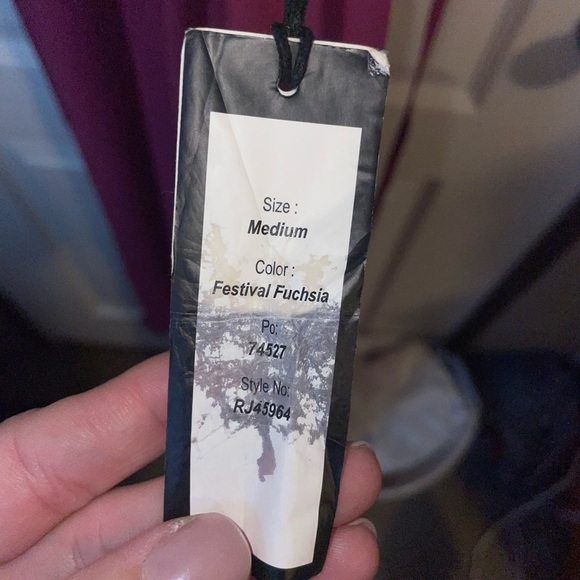 Size :
Medium
Color :
Festival Fuchsia
Po:
74527
Style No:
RJ45964